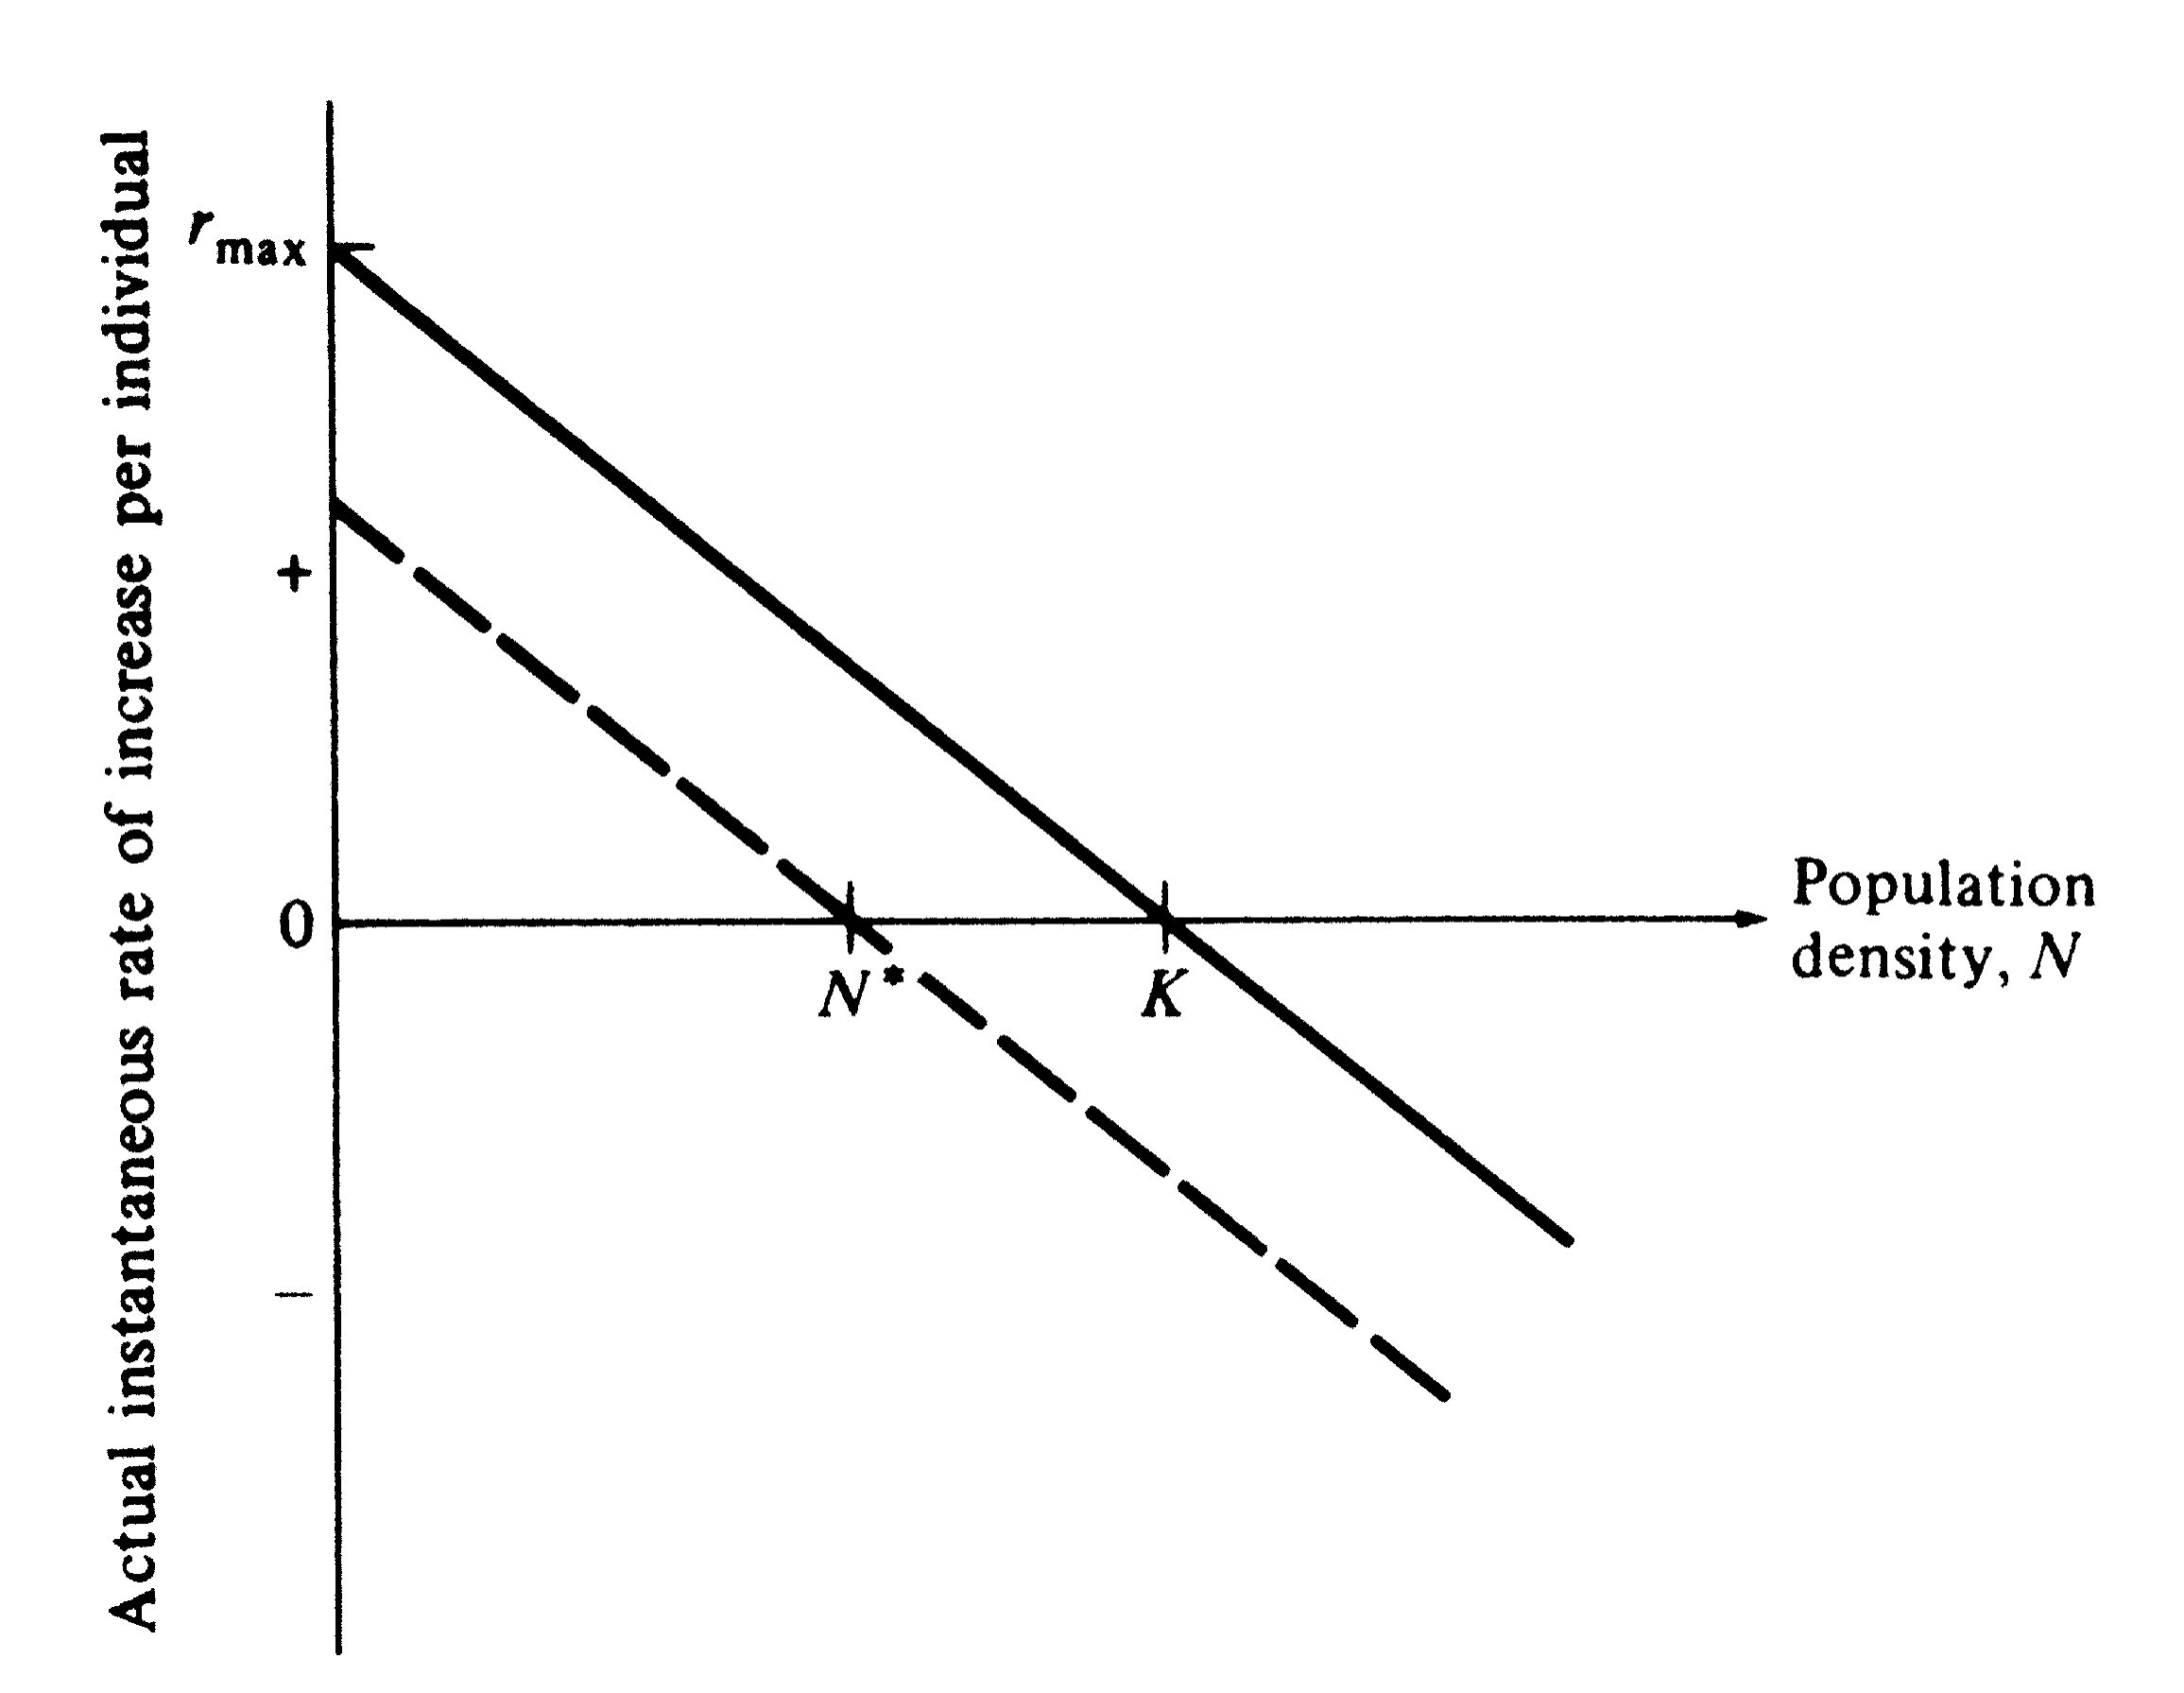 Actual instantaneous rate of increase per individual
r max
+
0
−
N* K
Population
density, N